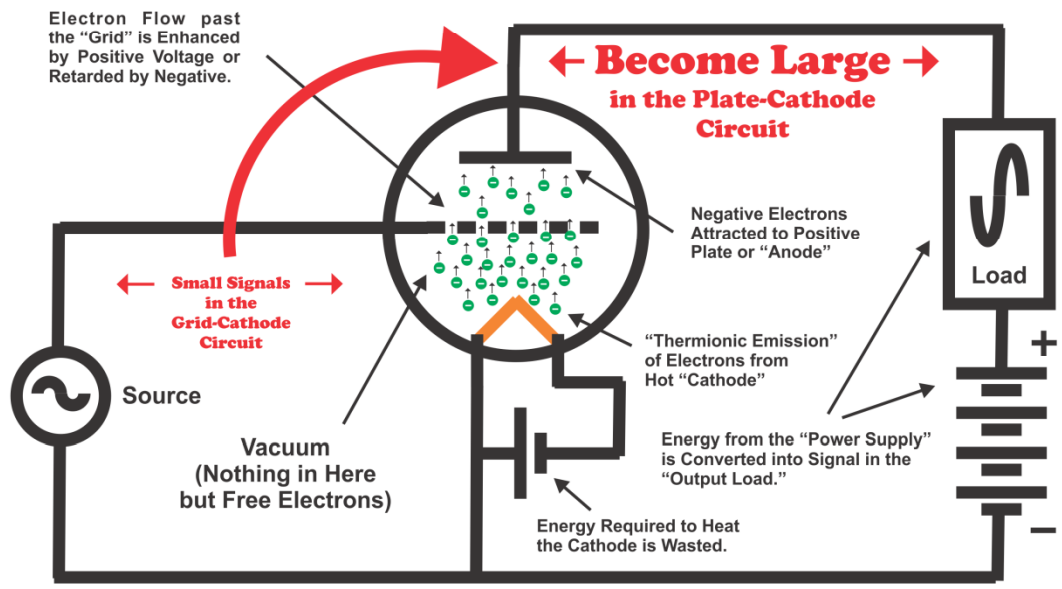 Electron Flow past
the “Grid” is Enhanced
by Positive Voltage or
Retarded by Negative.
Become Large
in the Plate-Cathode
Circuit
Negative Electrons
Attracted to Positive
Plate or “Anode”
Load
Small Signals
in the
Grid-Cathode
Circuit
“Thermionic Emission”
of Electrons from
Hot “Cathode”
+
Source
Vacuum
(Nothing in Here
but Free Electrons)
Energy from the “Power Supply”
is Converted into Signal in the
“Output Load.”
Energy Required to Heat
the Cathode is Wasted.
−